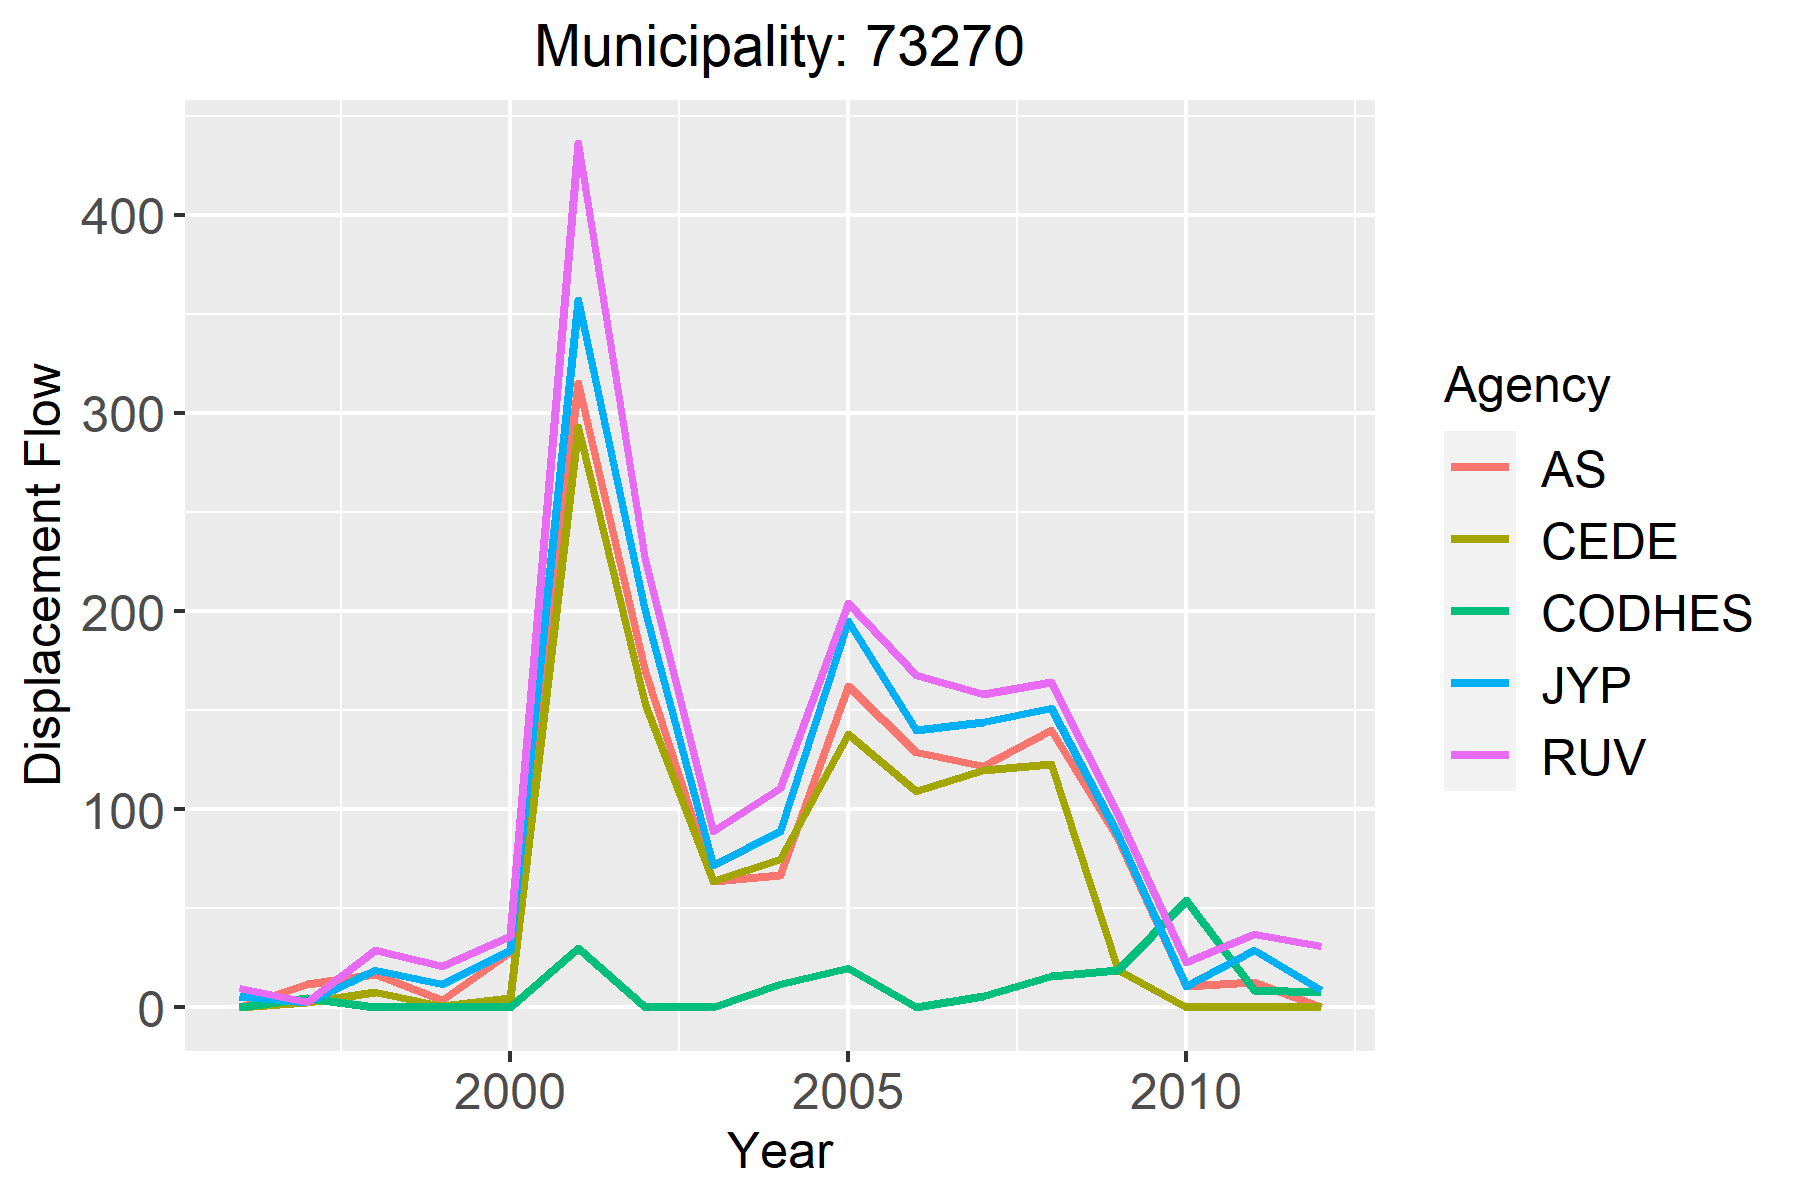 Municipality: 73270
Displacement Flow
400
300
200
100
0
2000 2005 2010
Year
Agency
AS
CEDE
CODHES
JYP
RUV